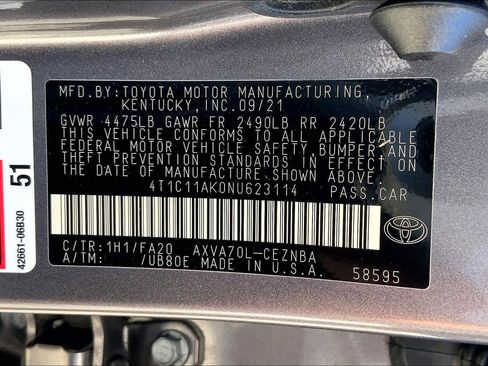 MFD. BY:TOYOTA MOTOR MANUFACTURING,
KENTUCKY, INC.09/21
GVWR 4475LB GAWR FR 2490LB RR 2420LB
THIS VEHICLE CONFORMS TO ALL APPLICABLE
FEDERAL MOTOR VEHICLE SAFETY, BUMPER, AND
THEFT PREVENTION STANDARDS IN EFFECT ON
THE DATE OF MANUFACTURE SHOWN ABOVE.
4T1C11AK0NU623114 PASS.CAR
C/TR:1H1/FA20 AXVA70L-CEZNBA
A/TM: /UB80E MADE IN U.S.A. 58595
51
42661-06B30